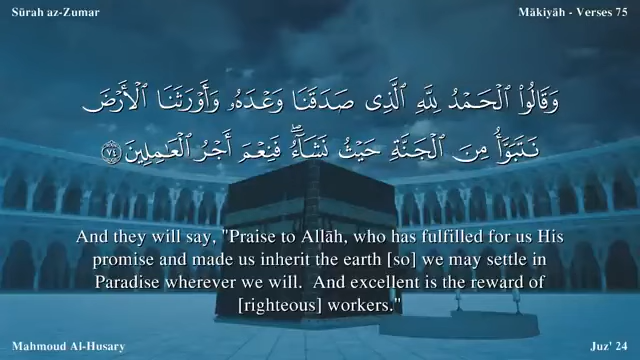 Sūrah az-Zumar
Mākiyāh - Verses 75
وَقَالُوا۟ ٱلْحَمْدُ لِلَّهِ ٱلَّذِى صَدَقَنَا وَعْدَهُۥ وَأَوْرَثَنَا ٱلْأَرْضَ
نَتَبَوَّأُ مِنَ ٱلْجَنَّةِ حَيْثُ نَشَآءُ ۖ فَنِعْمَ أَجْرُ ٱلْعَـٰمِلِينَ ٧٤
And they will say, "Praise to Allāh, who has fulfilled for us His
promise and made us inherit the earth [so] we may settle in
Paradise wherever we will.  And excellent is the reward of
[righteous] workers."
Mahmoud Al-Husary
Juz' 24